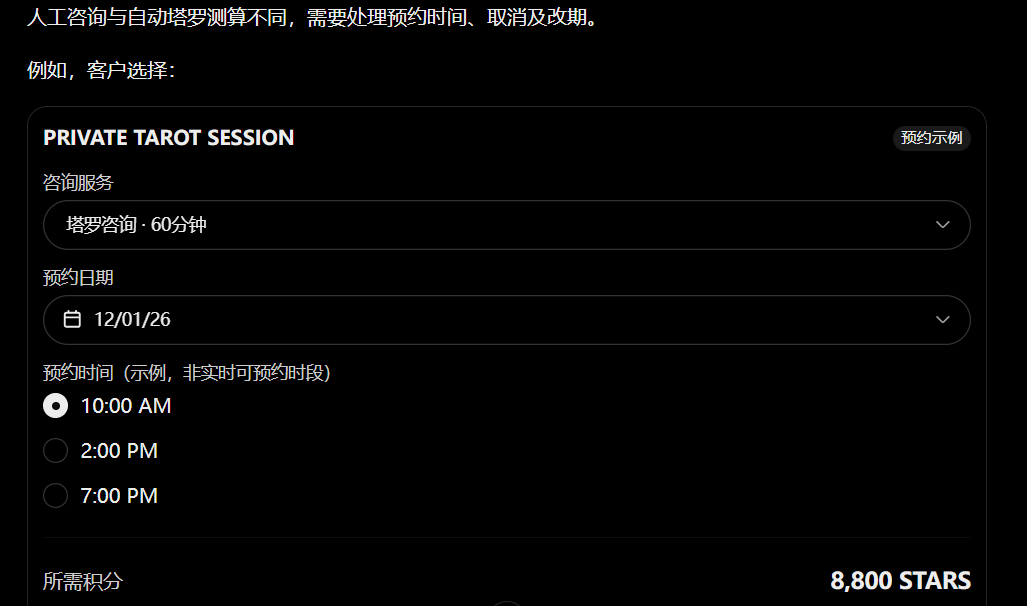 人工咨询与自动塔罗测算不同，需要处理预约时间、取消及改期。
例如，客户选择：
PRIVATE TAROT SESSION
预约示例
咨询服务
塔罗咨询 · 60分钟
预约日期
12/01/26
预约时间（示例，非实时可预约时段）
10:00 AM
2:00 PM
7:00 PM
所需积分
8,800 STARS